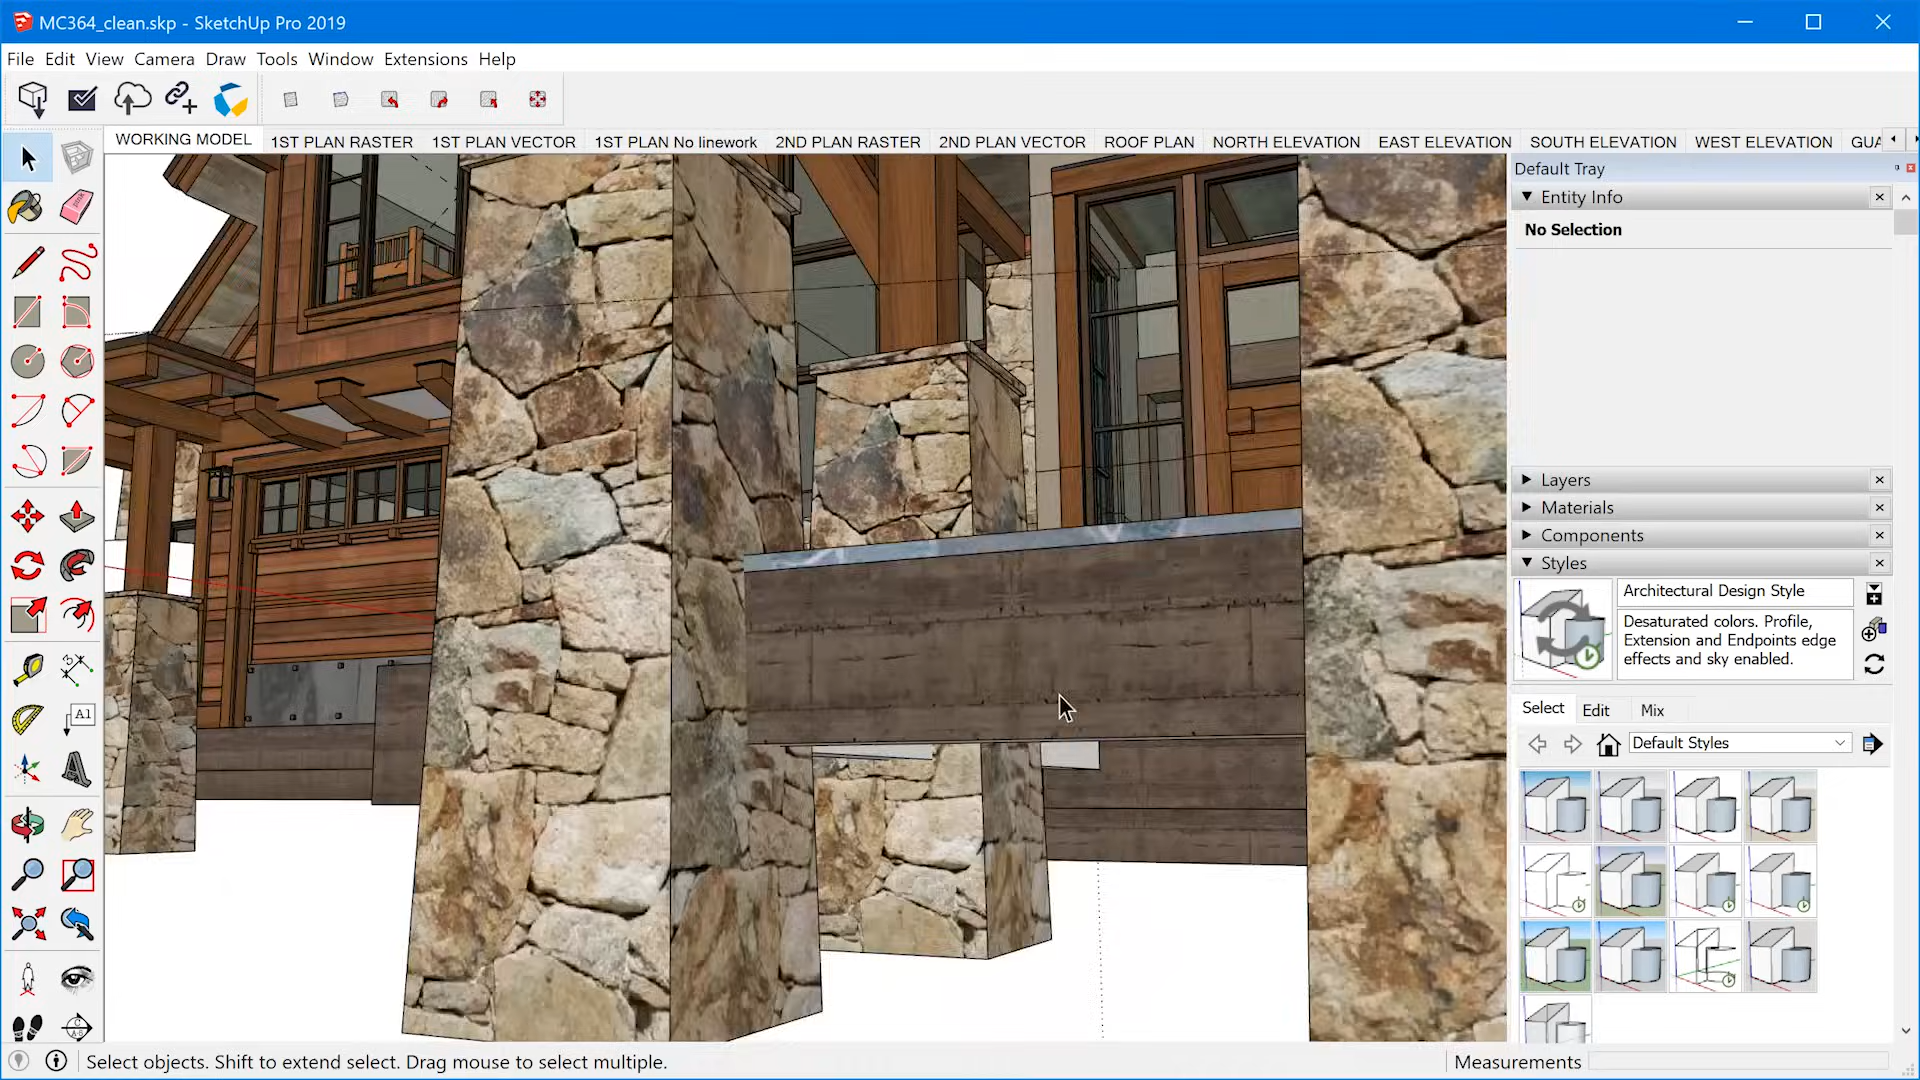 MC364_clean.skp - SketchUp Pro 2019
File Edit View Camera Draw Tools Window Extensions Help
WORKING MODEL 1ST PLAN RASTER 1ST PLAN VECTOR 1ST PLAN No linework 2ND PLAN RASTER 2ND PLAN VECTOR ROOF PLAN NORTH ELEVATION EAST ELEVATION SOUTH ELEVATION WEST ELEVATION GUA
Default Tray
Entity Info
No Selection
Layers
Materials
Components
Styles
Architectural Design Style
Desaturated colors. Profile,
Extension and Endpoints edge
effects and sky enabled.
Select Edit Mix
Default Styles
A1
Select objects. Shift to extend select. Drag mouse to select multiple.
Measurements